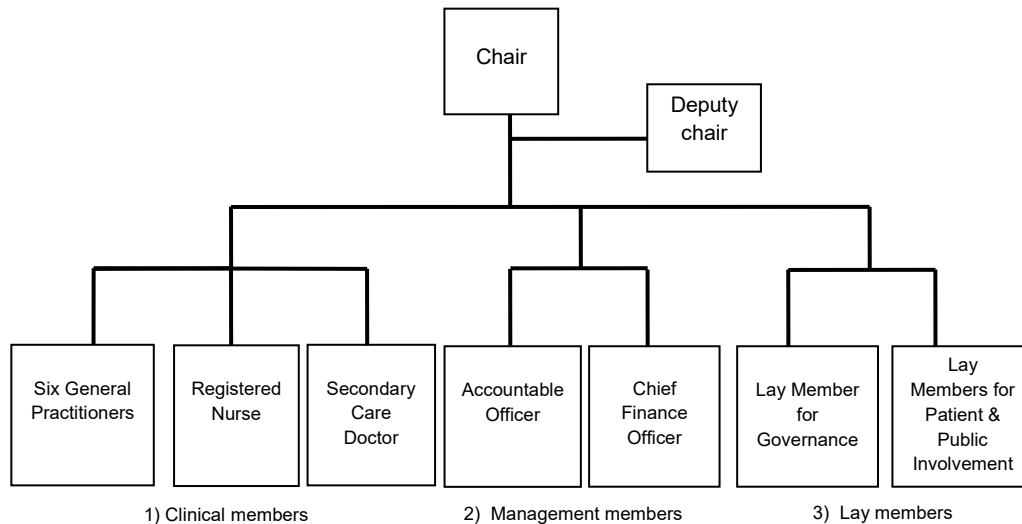 Chair
Deputy
chair
Six General
Practitioners
Registered
Nurse
Secondary
Care
Doctor
Accountable
Officer
Chief
Finance
Officer
Lay Member
for
Governance
Lay
Members for
Patient &
Public
Involvement
1) Clinical members
2) Management members
3) Lay members